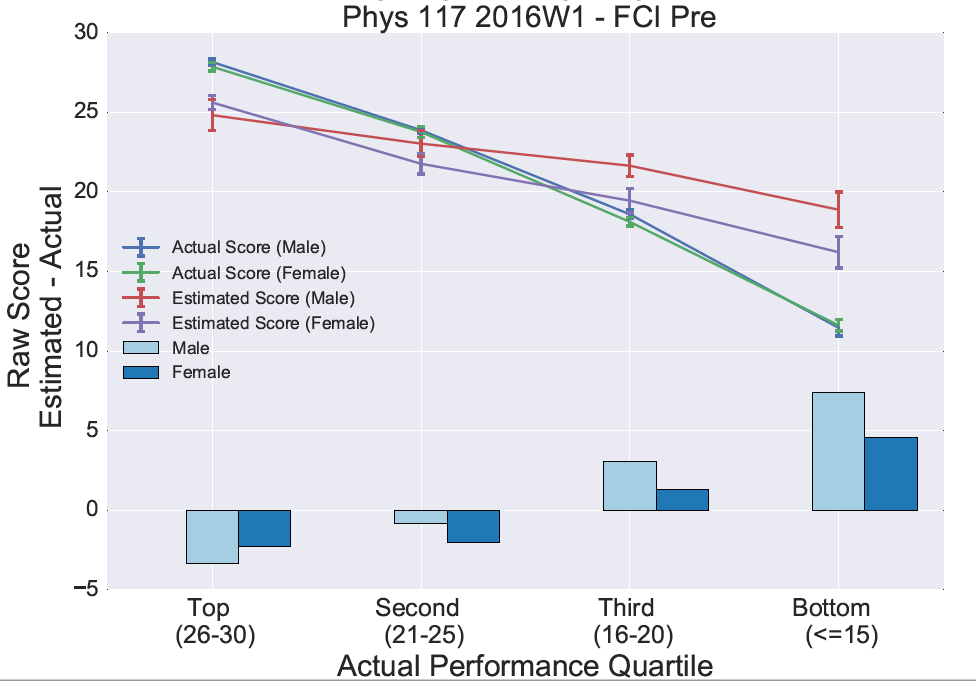 Phys 117 2016W1 - FCI Pre
30
25
20
15
10
5
0
−5
Raw Score
Estimated - Actual
Actual Score (Male)
Actual Score (Female)
Estimated Score (Male)
Estimated Score (Female)
Male
Female
Top
(26-30)
Second
(21-25)
Third
(16-20)
Bottom
(<=15)
Actual Performance Quartile